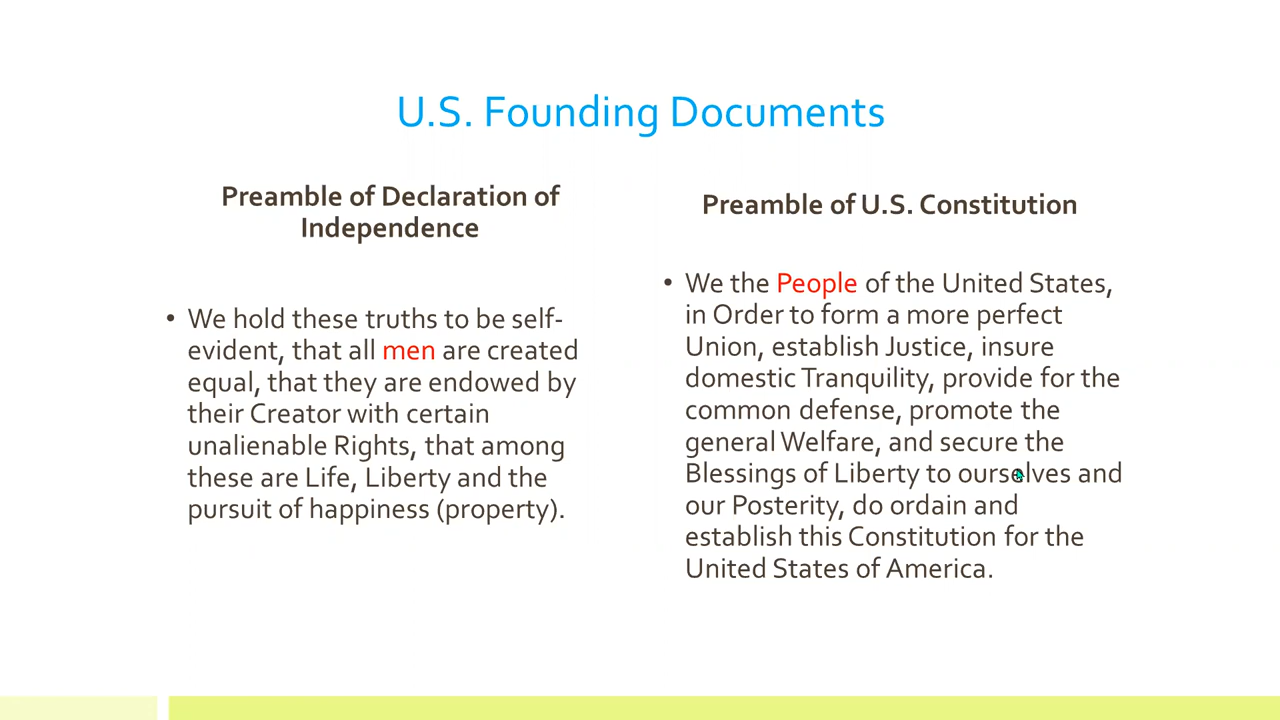 U.S. Founding Documents
Preamble of Declaration of
Independence
• We hold these truths to be self-
evident, that all men are created
equal, that they are endowed by
their Creator with certain
unalienable Rights, that among
these are Life, Liberty and the
pursuit of happiness (property).
Preamble of U.S. Constitution
• We the People of the United States,
in Order to form a more perfect
Union, establish Justice, insure
domestic Tranquility, provide for the
common defense, promote the
general Welfare, and secure the
Blessings of Liberty to ourselves and
our Posterity, do ordain and
establish this Constitution for the
United States of America.